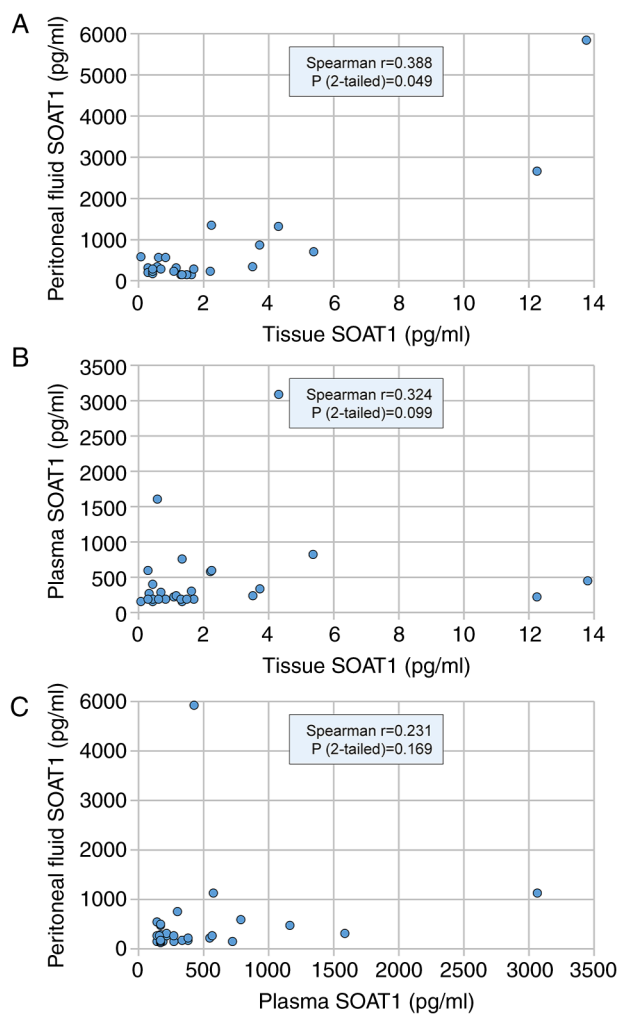 A
Peritoneal fluid SOAT1 (pg/ml)
6000
5000
4000
3000
2000
1000
0
Spearman r=0.388
P (2-tailed)=0.049
0 2 4 6 8 10 12 14
Tissue SOAT1 (pg/ml)
B
Plasma SOAT1 (pg/ml)
3500
3000
2500
2000
1500
1000
500
0
Spearman r=0.324
P (2-tailed)=0.099
0 2 4 6 8 10 12 14
Tissue SOAT1 (pg/ml)
C
Peritoneal fluid SOAT1 (pg/ml)
6000
4000
3000
2000
1000
0
Spearman r=0.231
P (2-tailed)=0.169
0 500 1000 1500 2000 2500 3000 3500
Plasma SOAT1 (pg/ml)